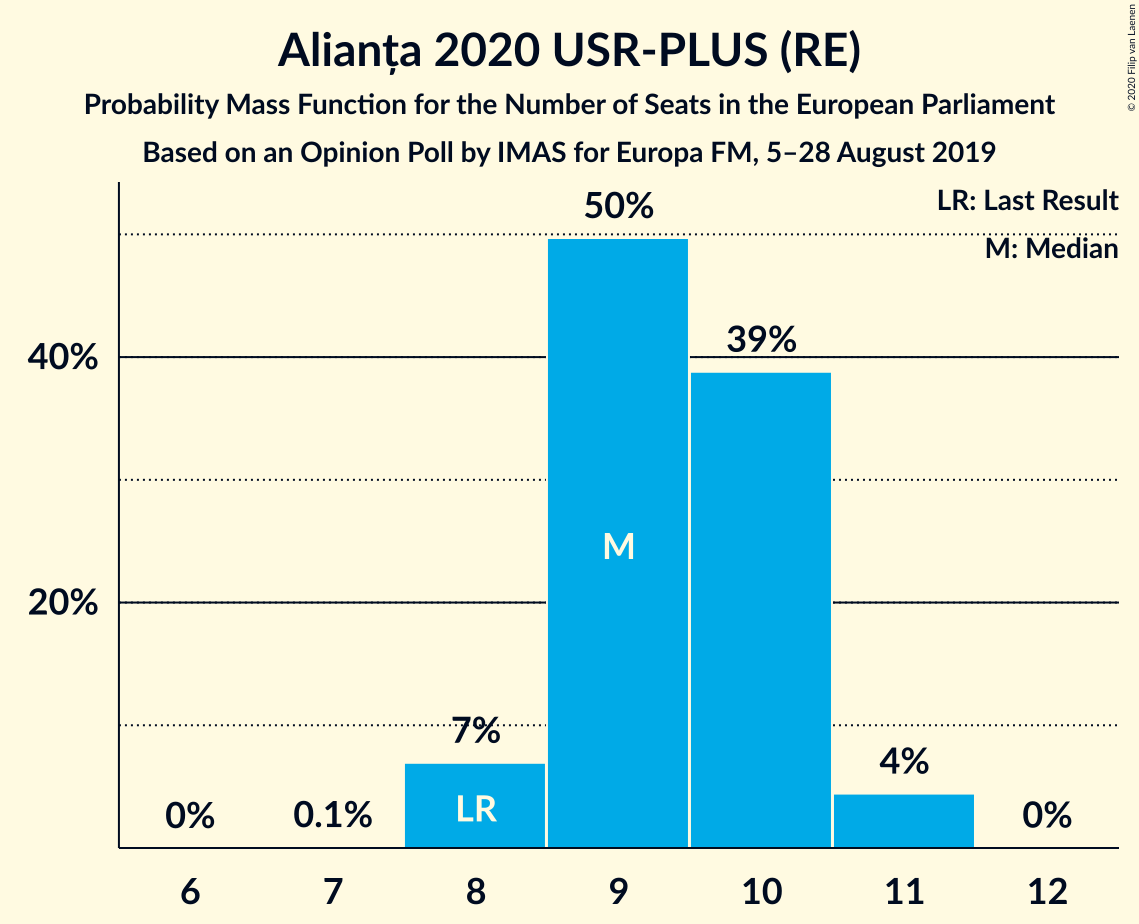 Alianța 2020 USR-PLUS (RE)
Probability Mass Function for the Number of Seats in the European Parliament
Based on an Opinion Poll by IMAS for Europa FM, 5–28 August 2019
© 2020 Filip van Laenen
LR: Last Result
M: Median
50%
39%
40%
M
20%
7%
4%
LR
0%
0.1%
0%
6 7 8 9 10 11 12